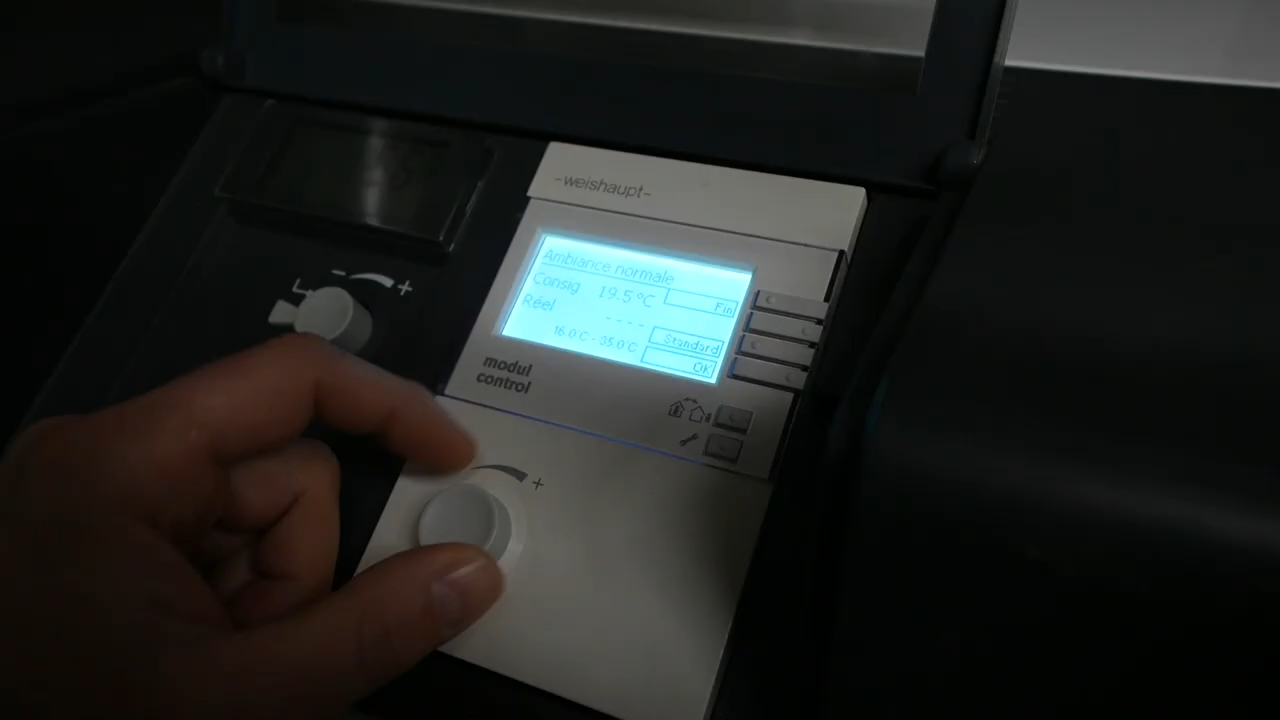 -weishaupt-
Ambiance normale
Consig 19.5°C
Fin
Réel ----
Standard
16.0°C - 35.0°C
OK
modul
control
- +
+